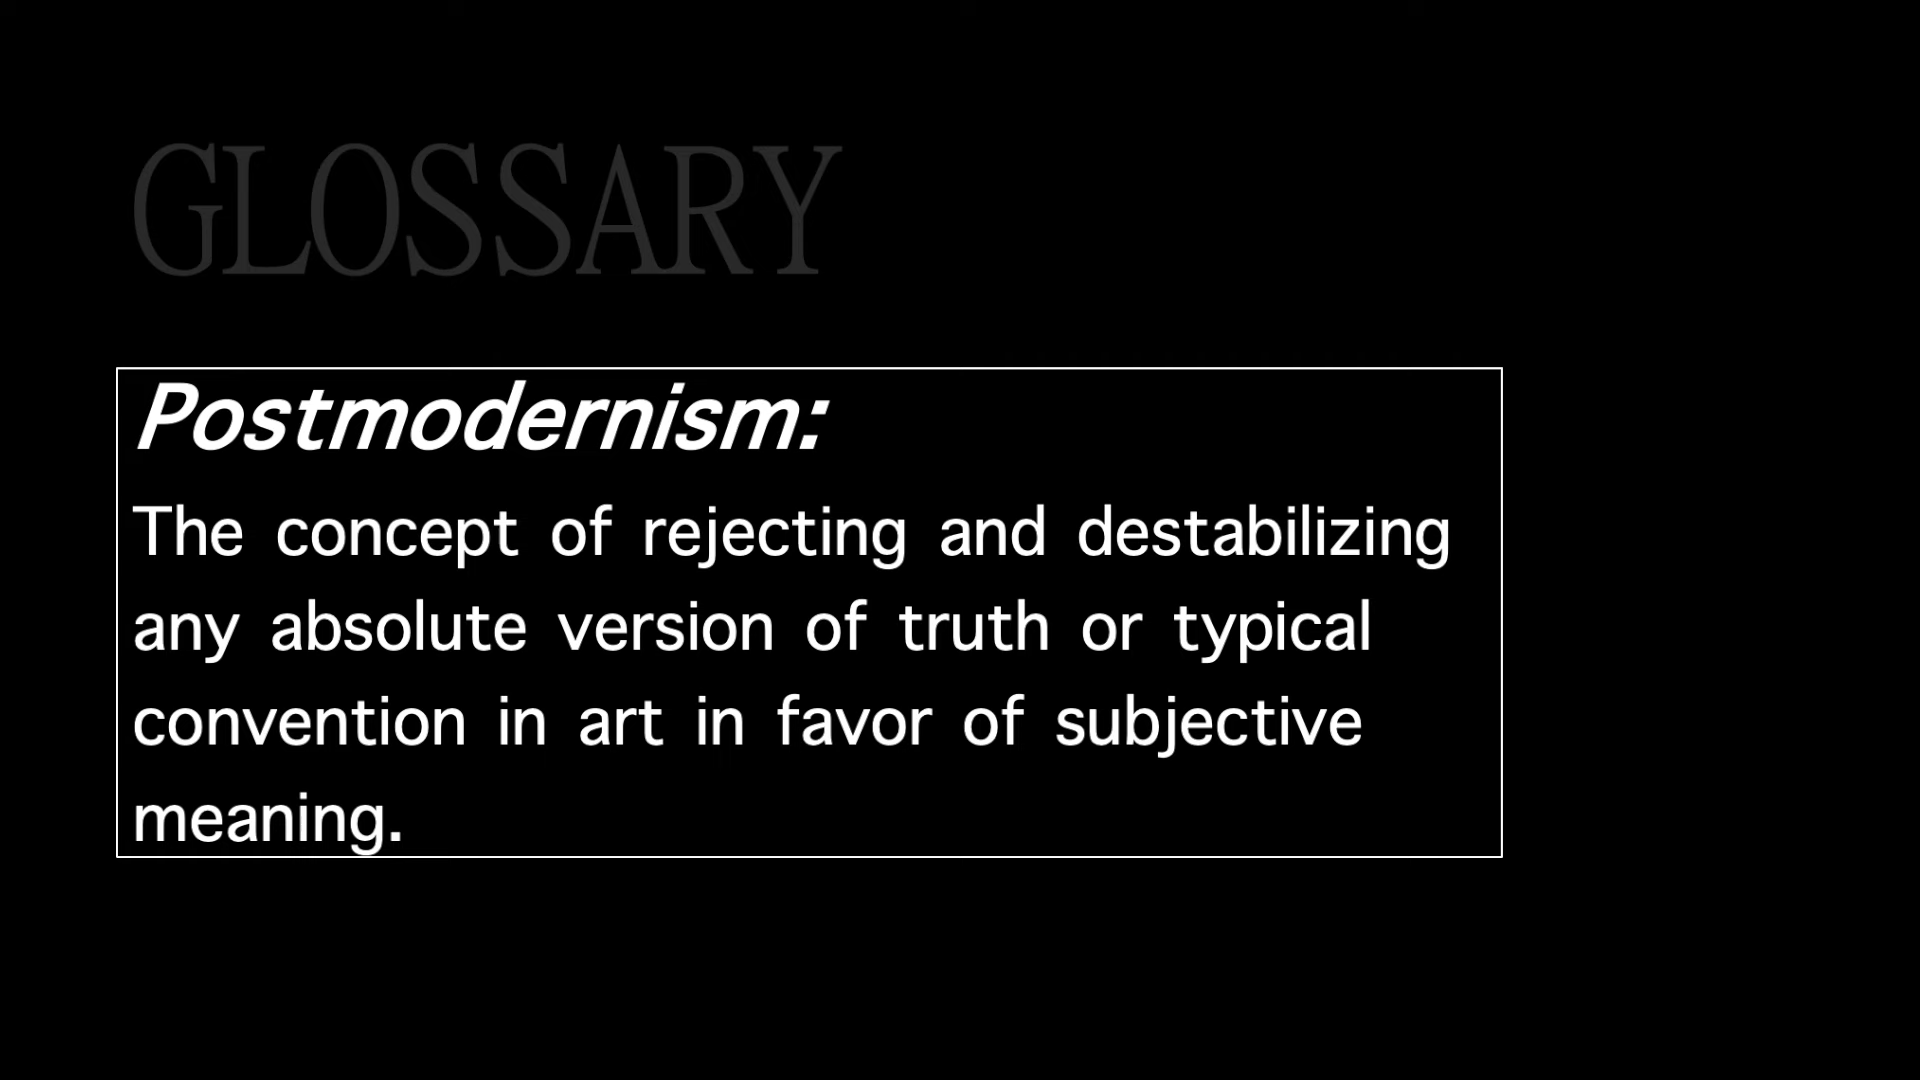 GLOSSARY
Postmodernism:
The concept of rejecting and destabilizing
any absolute version of truth or typical
convention in art in favor of subjective
meaning.